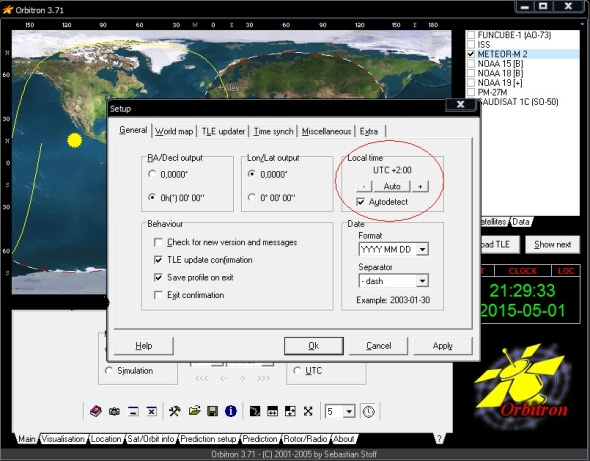 Orbitron 3.71
150 120 90 60 30 W 0 E 30 60 90 120 150 180
N
60
30
0
30
60
S
+Alex
FUNCUBE-1 (AO-73)
ISS
METEOR-M 2
NOAA 15 [B]
NOAA 18 [B]
NOAA 19 [+]
PM-27M
SAUDISAT 1C (SO-50)
Setup
General World map TLE updater Time synch Miscellaneous Extra
RA/Decl output
0,0000°
0h(°) 00' 00"
Lon/Lat output
0,0000°
0° 00' 00"
Local time
UTC +2:00
- Auto +
Autodetect
Behaviour
Check for new version and messages
TLE update confirmation
Save profile on exit
Exit confirmation
Date
Format
YYYY MM DD
Separator
- dash
Example: 2003-01-30
Help Ok Cancel Apply
Data
Show next
CLOCK LOC
21:29:33
2015-05-01
Simulation
UTC
<<< <- -> >>>
5
Orbitron
Main Visualisation Location Sat/Orbit info Prediction setup Prediction Rotor/Radio About ?
Orbitron 3.71 - (C) 2001-2005 by Sebastian Stoff